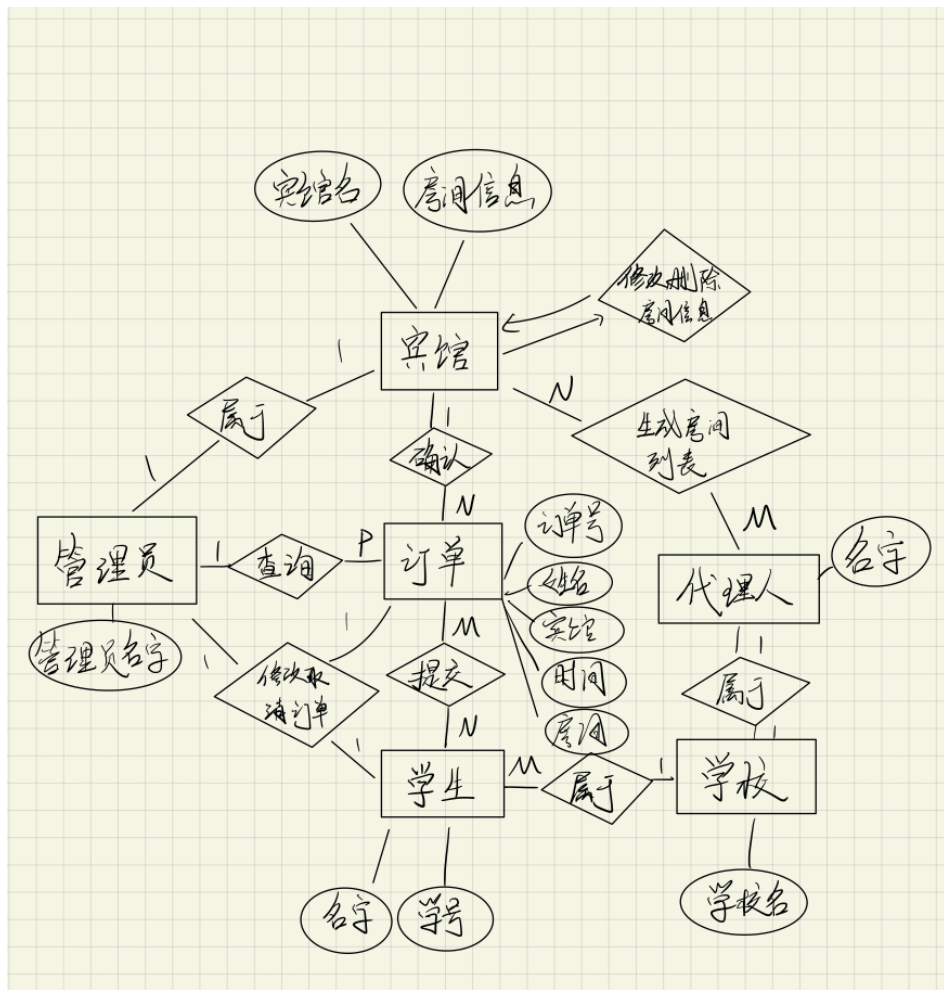 宾馆名
房间信息
修改删除
房间信息
宾馆
1
N
属于
1
生成房间
列表
确认
1
N
M
订单号
名字
管理员
1
查询
P
订单
姓名
代理人
宾馆
管理员名字
1
1
M
1
修改取
消订单
提交
时间
属于
房间
N
1
1
学生
M
属于
1
学校
名字
学号
学校名